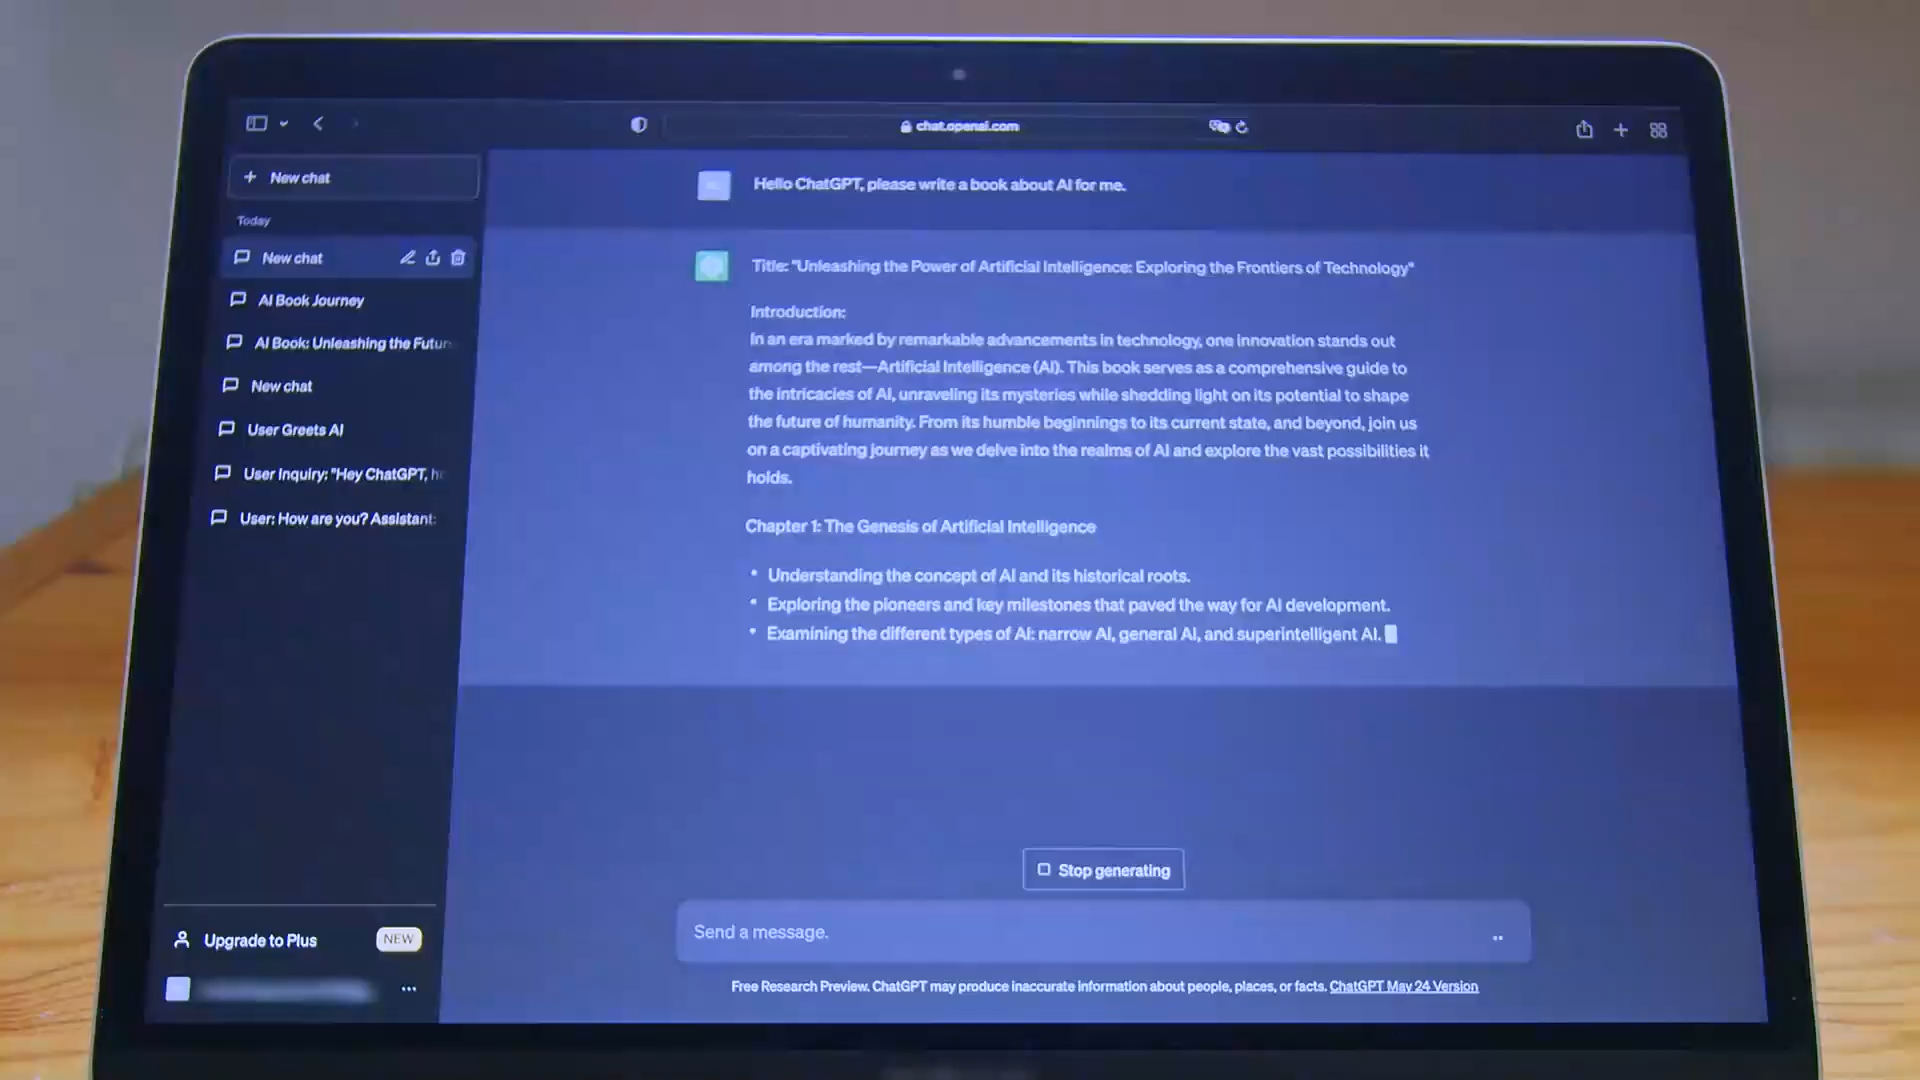 chat.openai.com
New chat
Today
New chat
AI Book Journey
AI Book: Unleashing the Futur
New chat
User Greets AI
User Inquiry: "Hey ChatGPT, h
User: How are you? Assistant:
Upgrade to Plus
NEW
Hello ChatGPT, please write a book about AI for me.
Title: "Unleashing the Power of Artificial Intelligence: Exploring the Frontiers of Technology"
Introduction:
In an era marked by remarkable advancements in technology, one innovation stands out
among the rest—Artificial Intelligence (AI). This book serves as a comprehensive guide to
the intricacies of AI, unraveling its mysteries while shedding light on its potential to shape
the future of humanity. From its humble beginnings to its current state, and beyond, join us
on a captivating journey as we delve into the realms of AI and explore the vast possibilities it
holds.
Chapter 1: The Genesis of Artificial Intelligence
• Understanding the concept of AI and its historical roots.
• Exploring the pioneers and key milestones that paved the way for AI development.
• Examining the different types of AI: narrow AI, general AI, and superintelligent AI.
Stop generating
Send a message.
Free Research Preview. ChatGPT may produce inaccurate information about people, places, or facts. ChatGPT May 24 Version